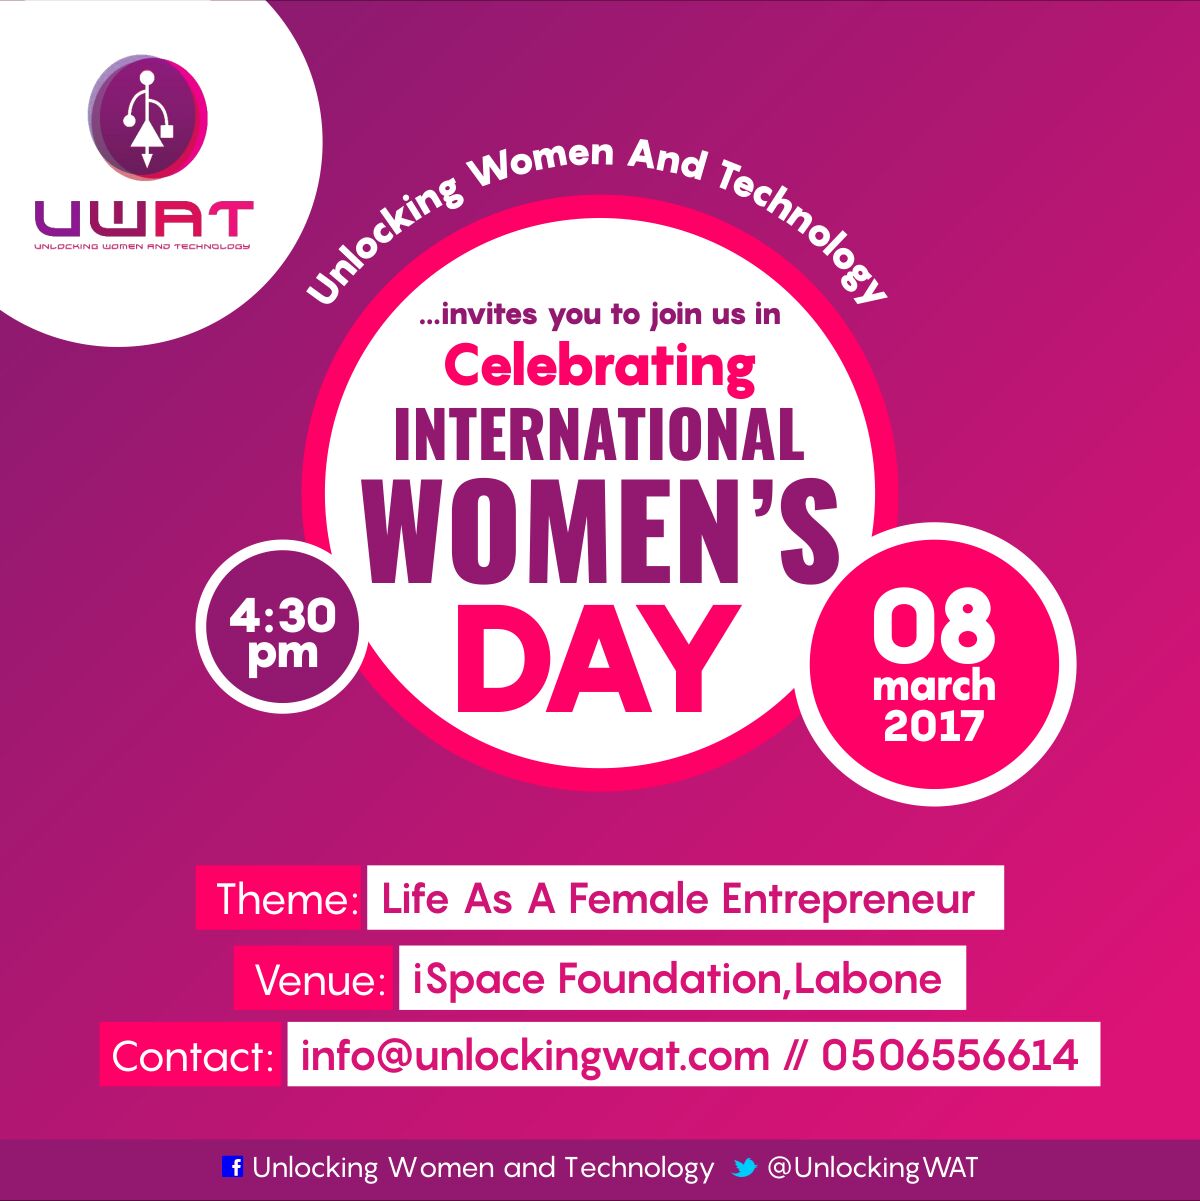 UWAT
UNLOCKING WOMEN AND TECHNOLOGY
Unlocking Women And Technology
...invites you to join us in
Celebrating
INTERNATIONAL
WOMEN'S
DAY
4:30
pm
08
march
2017
Theme: Life As A Female Entrepreneur
Venue: iSpace Foundation,Labone
Contact: info@unlockingwat.com // 0506556614
f Unlocking Women and Technology @UnlockingWAT